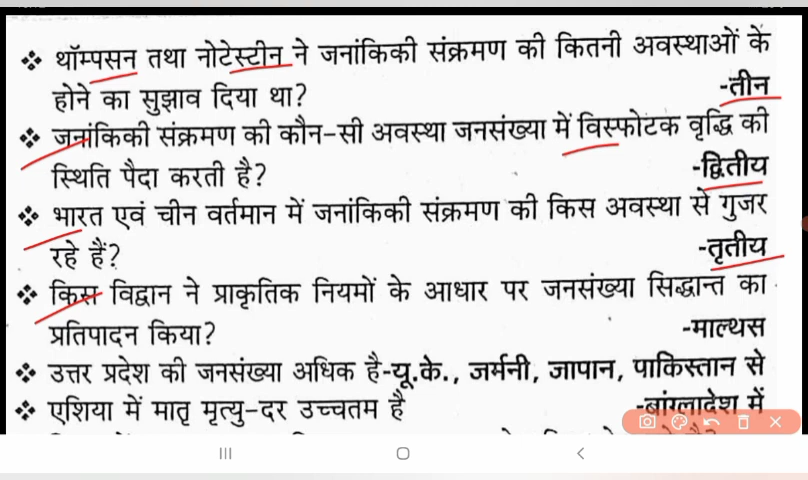 ❖ थॉम्पसन तथा नोटेस्टीन ने जनांकिकी संक्रमण की कितनी अवस्थाओं के
होने का सुझाव दिया था? -तीन
❖ जनांकिकी संक्रमण की कौन-सी अवस्था जनसंख्या में विस्फोटक वृद्धि की
स्थिति पैदा करती है? -द्वितीय
❖ भारत एवं चीन वर्तमान में जनांकिकी संक्रमण की किस अवस्था से गुजर
रहे हैं? -तृतीय
❖ किस विद्वान ने प्राकृतिक नियमों के आधार पर जनसंख्या सिद्धान्त का
प्रतिपादन किया? -माल्थस
❖ उत्तर प्रदेश की जनसंख्या अधिक है-यू.के., जर्मनी, जापान, पाकिस्तान से
❖ एशिया में मातृ मृत्यु-दर उच्चतम है -बांग्लादेश में